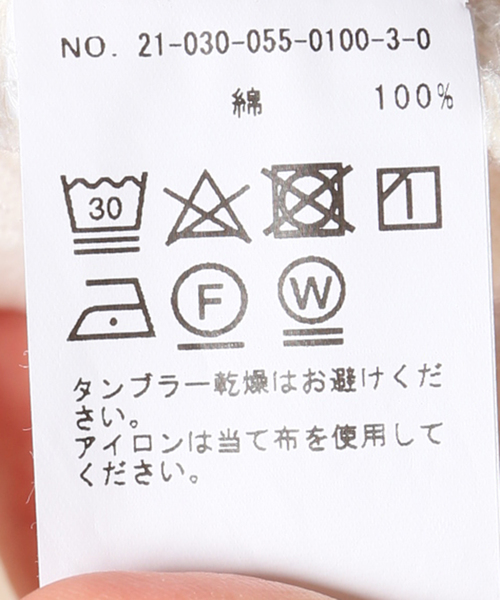 NO. 21-030-055-0100-3-0
綿 100%
30
F W
タンブラー乾燥はお避けくだ
さい。
アイロンは当て布を使用して
ください。